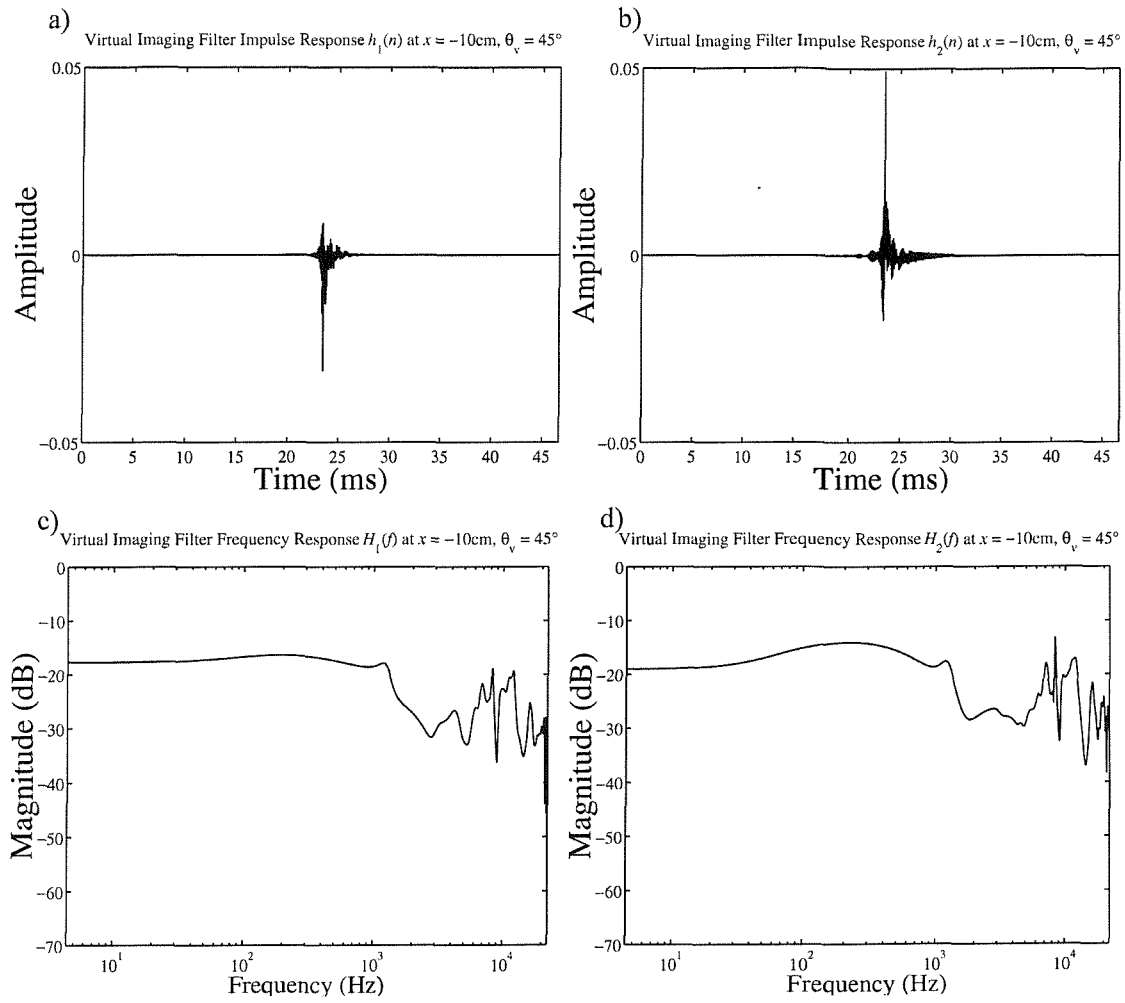 a)
Virtual Imaging Filter Impulse Response h1(n) at x = −10cm, θv = 45°
0.05
0
−0.05
Amplitude
0 5 10 15 20 25 30 35 40 45
Time (ms)
b)
Virtual Imaging Filter Impulse Response h2(n) at x = −10cm, θv = 45°
0.05
0
−0.05
Amplitude
0 5 10 15 20 25 30 35 40 45
Time (ms)
c)
Virtual Imaging Filter Frequency Response H1(f) at x = −10cm, θv = 45°
0
−10
−20
−30
−40
−50
−60
−70
Magnitude (dB)
10^1 10^2 10^3 10^4
Frequency (Hz)
d)
Virtual Imaging Filter Frequency Response H2(f) at x = −10cm, θv = 45°
0
−10
−20
−30
−40
−50
−60
−70
Magnitude (dB)
10^1 10^2 10^3 10^4
Frequency (Hz)